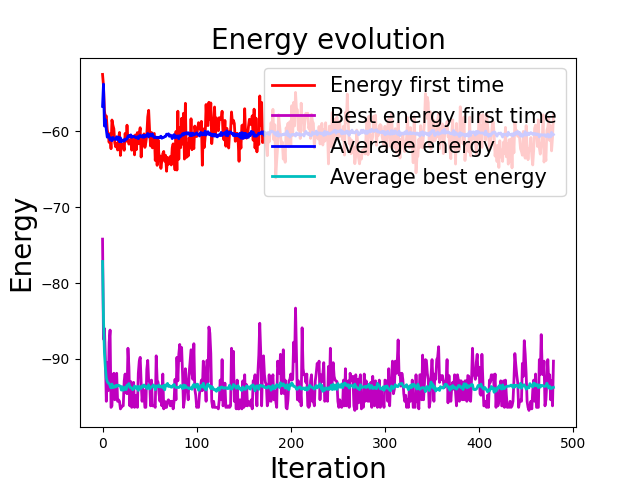 Energy evolution
Energy first time
Best energy first time
Average energy
Average best energy
Energy
−60
−70
−80
−90
0 100 200 300 400 500
Iteration